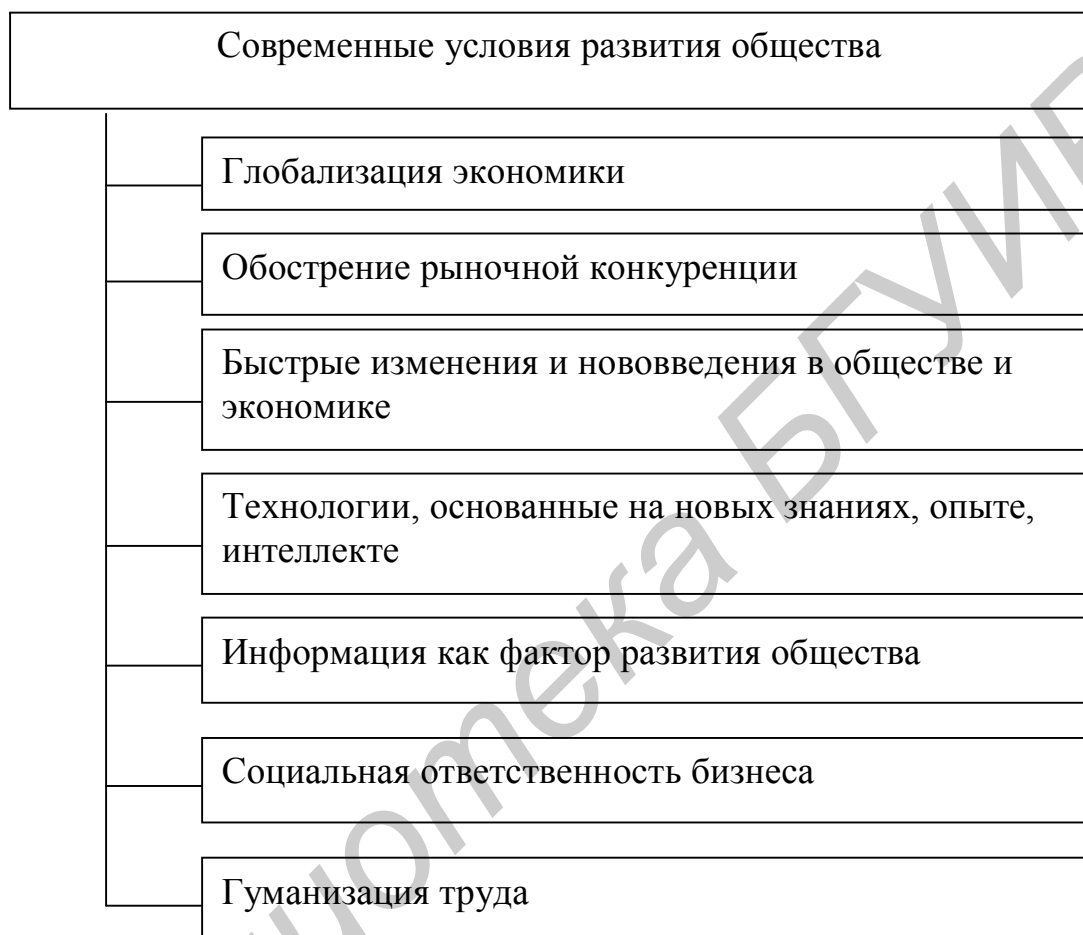 Современные условия развития общества
Глобализация экономики
Обострение рыночной конкуренции
Быстрые изменения и нововведения в обществе и
экономике
Технологии, основанные на новых знаниях, опыте,
интеллекте
Информация как фактор развития общества
Социальная ответственность бизнеса
Гуманизация труда